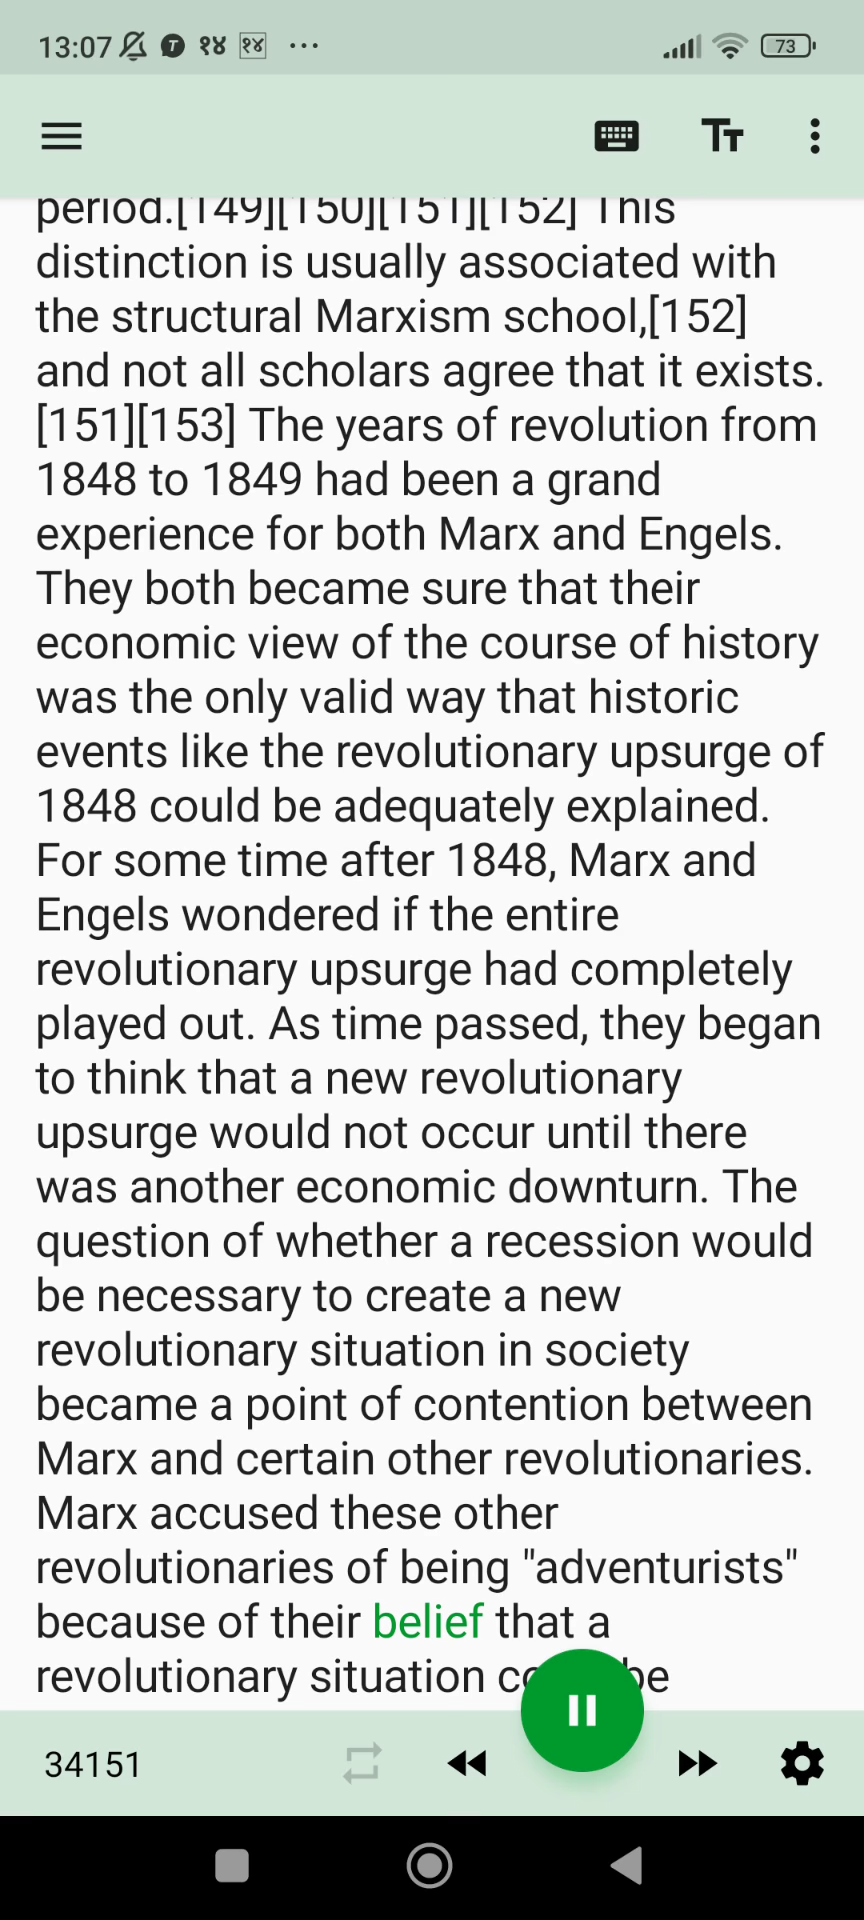 13:07 १४ १४ ... 73
period.[149][150][151][152] This
distinction is usually associated with
the structural Marxism school,[152]
and not all scholars agree that it exists.
[151][153] The years of revolution from
1848 to 1849 had been a grand
experience for both Marx and Engels.
They both became sure that their
economic view of the course of history
was the only valid way that historic
events like the revolutionary upsurge of
1848 could be adequately explained.
For some time after 1848, Marx and
Engels wondered if the entire
revolutionary upsurge had completely
played out. As time passed, they began
to think that a new revolutionary
upsurge would not occur until there
was another economic downturn. The
question of whether a recession would
be necessary to create a new
revolutionary situation in society
became a point of contention between
Marx and certain other revolutionaries.
Marx accused these other
revolutionaries of being "adventurists"
because of their belief that a
revolutionary situation be
34151